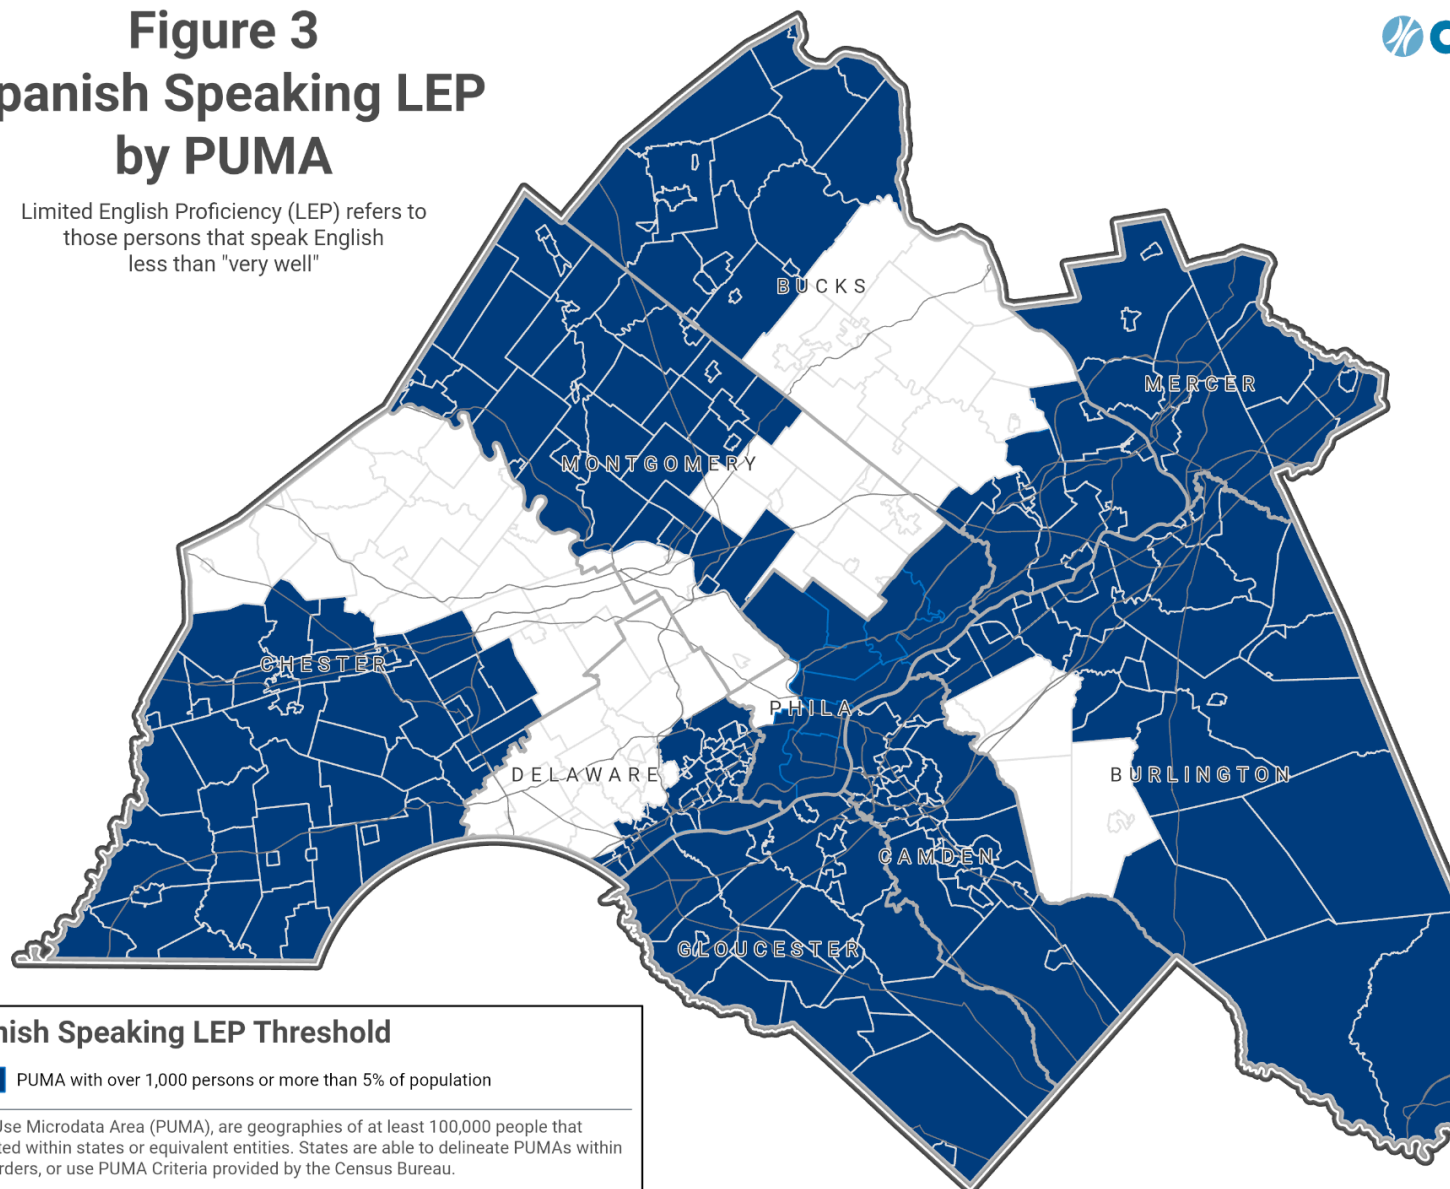 Figure 3
panish Speaking LEP
by PUMA
Limited English Proficiency (LEP) refers to
those persons that speak English
less than "very well"
BUCKS
MERCER
MONTGOMERY
CHESTER
PHILA.
DELAWARE
BURLINGTON
CAMDEN
GLOUCESTER
nish Speaking LEP Threshold
PUMA with over 1,000 persons or more than 5% of population
Use Microdata Area (PUMA), are geographies of at least 100,000 people that
ted within states or equivalent entities. States are able to delineate PUMAs within
rders, or use PUMA Criteria provided by the Census Bureau.